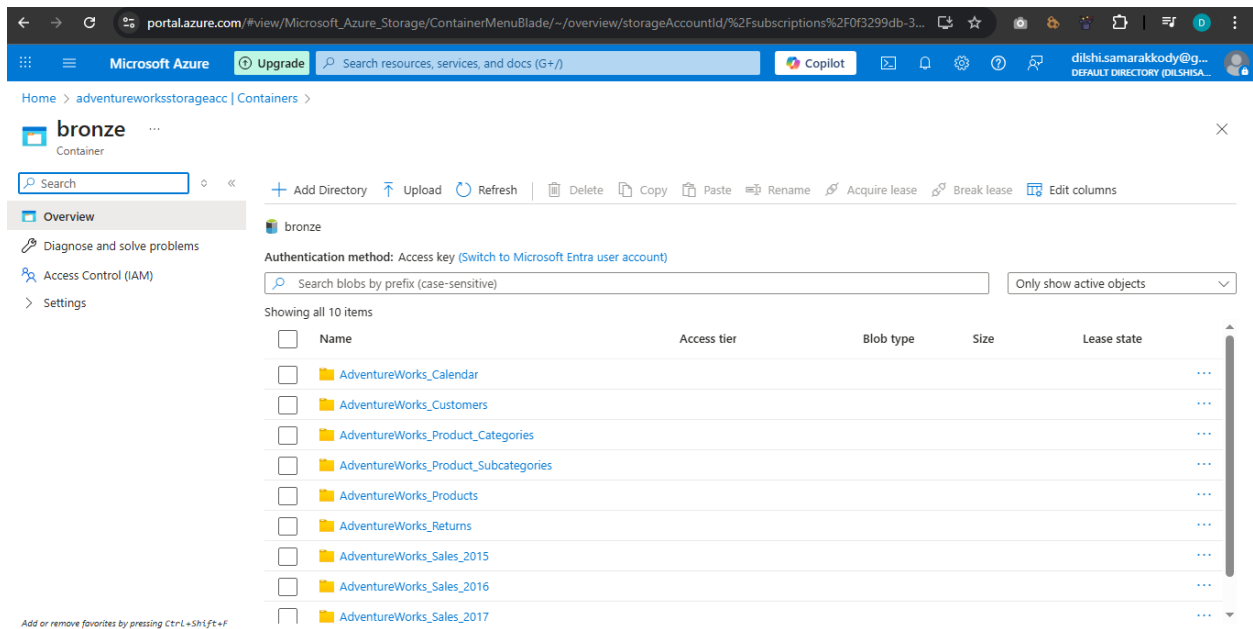 portal.azure.com/#view/Microsoft_Azure_Storage/ContainerMenuBlade/~/overview/storageAccountId/%2Fsubscriptions%2F0f3299db-3...
D
Microsoft Azure
Upgrade
Search resources, services, and docs (G+/)
Copilot
dilshi.samarakkody@g...
DEFAULT DIRECTORY (DILSHISA...
Home > adventureworksstorageacc | Containers >
bronze ...
Container
Search
Overview
Diagnose and solve problems
Access Control (IAM)
Settings
Add or remove favorites by pressing Ctrl+Shift+F
Add Directory Upload Refresh Delete Copy Paste Rename Acquire lease Break lease Edit columns
bronze
Authentication method: Access key (Switch to Microsoft Entra user account)
Search blobs by prefix (case-sensitive)
Only show active objects
Showing all 10 items
Name Access tier Blob type Size Lease state
AdventureWorks_Calendar ...
AdventureWorks_Customers ...
AdventureWorks_Product_Categories ...
AdventureWorks_Product_Subcategories ...
AdventureWorks_Products ...
AdventureWorks_Returns ...
AdventureWorks_Sales_2015 ...
AdventureWorks_Sales_2016 ...
AdventureWorks_Sales_2017 ...